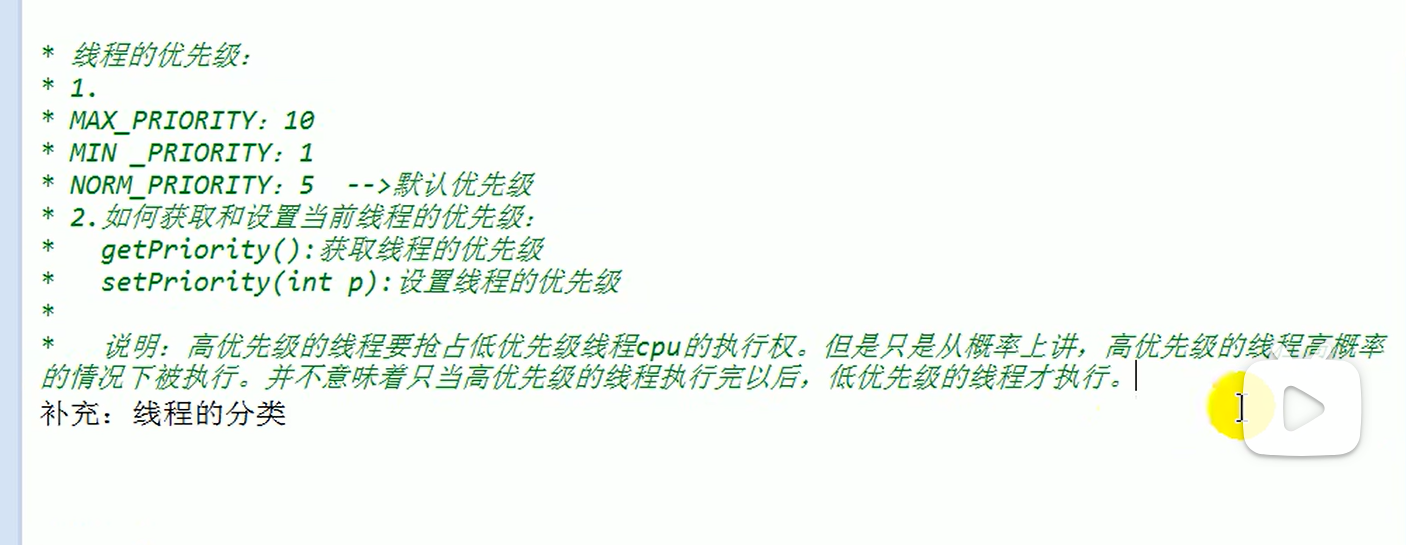 * 线程的优先级：
* 1.
* MAX_PRIORITY：10
* MIN _PRIORITY：1
* NORM_PRIORITY：5  -->默认优先级
* 2.如何获取和设置当前线程的优先级：
*   getPriority():获取线程的优先级
*   setPriority(int p):设置线程的优先级
*
*   说明：高优先级的线程要抢占低优先级线程cpu的执行权。但是只是从概率上讲，高优先级的线程高概率
的情况下被执行。并不意味着只当高优先级的线程执行完以后，低优先级的线程才执行。
补充：线程的分类